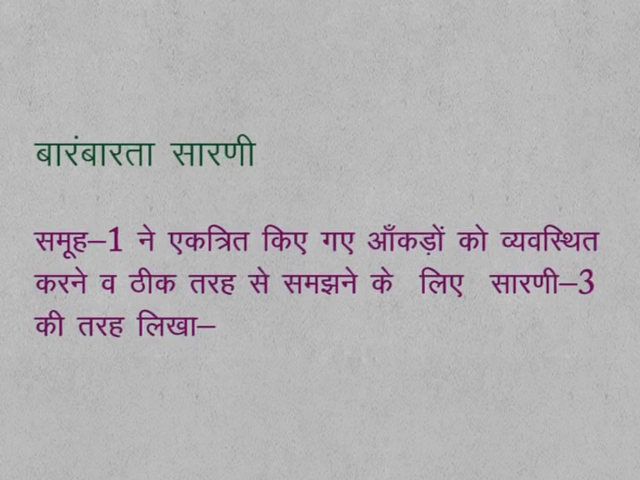 बारंबारता सारणी
समूह–1 ने एकत्रित किए गए आँकड़ों को व्यवस्थित
करने व ठीक तरह से समझने के लिए सारणी–3
की तरह लिखा–